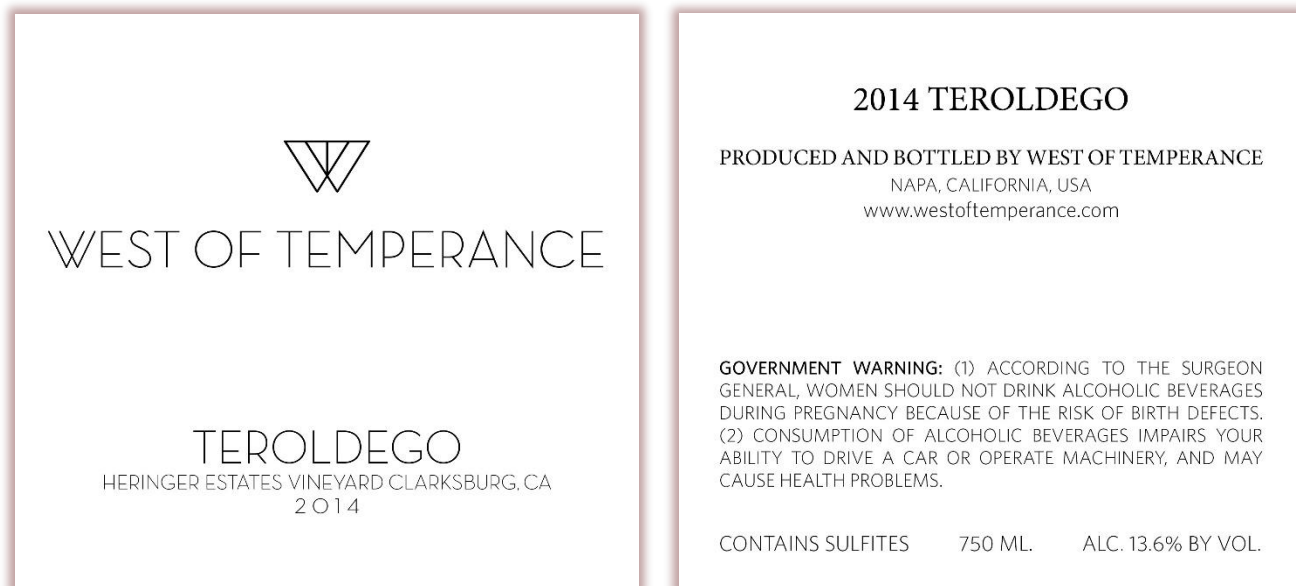 WEST OF TEMPERANCE
TEROLDEGO
HERINGER ESTATES VINEYARD CLARKSBURG, CA
2014
2014 TEROLDEGO
PRODUCED AND BOTTLED BY WEST OF TEMPERANCE
NAPA, CALIFORNIA, USA
www.westoftemperance.com
GOVERNMENT WARNING: (1) ACCORDING TO THE SURGEON
GENERAL, WOMEN SHOULD NOT DRINK ALCOHOLIC BEVERAGES
DURING PREGNANCY BECAUSE OF THE RISK OF BIRTH DEFECTS.
(2) CONSUMPTION OF ALCOHOLIC BEVERAGES IMPAIRS YOUR
ABILITY TO DRIVE A CAR OR OPERATE MACHINERY, AND MAY
CAUSE HEALTH PROBLEMS.
CONTAINS SULFITES 750 ML. ALC. 13.6% BY VOL.